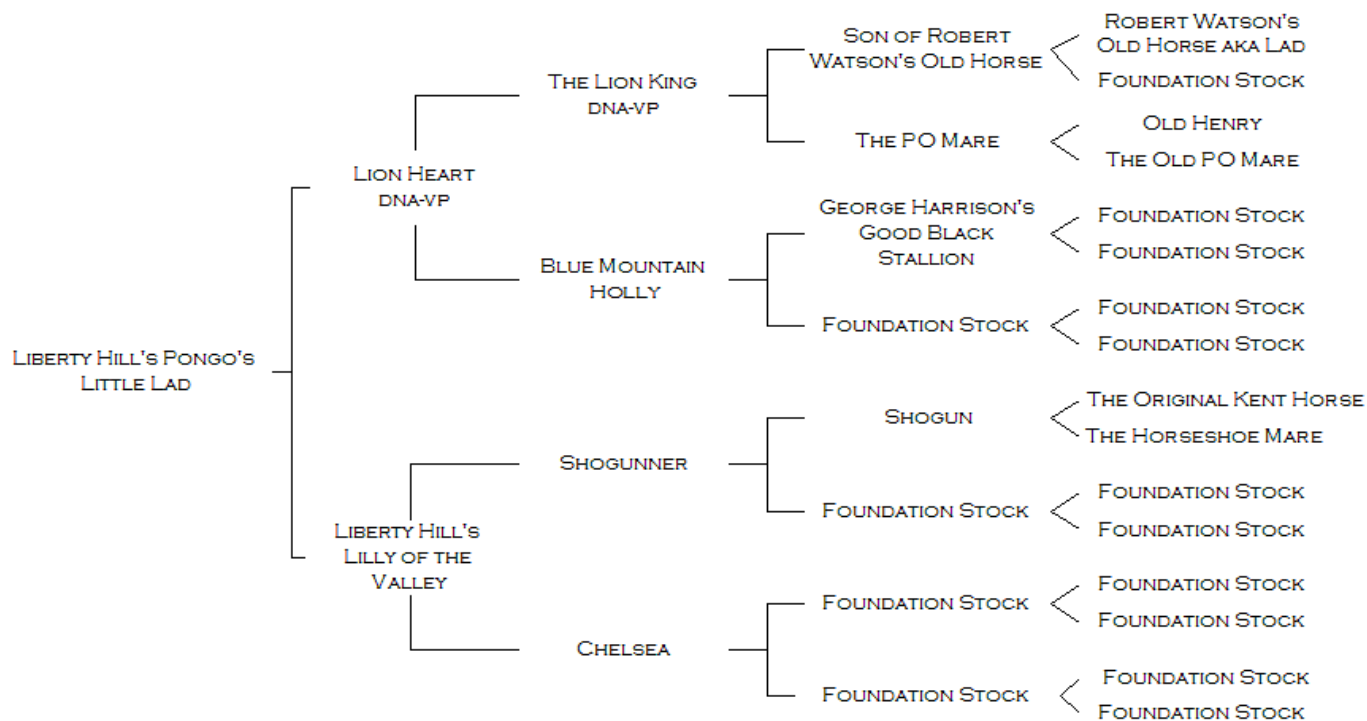 Liberty Hill's Pongo's
Little Lad
Lion Heart
DNA-VP
Liberty Hill's
Lilly of the
Valley
The Lion King
DNA-VP
Blue Mountain
Holly
Shogunner
Chelsea
Son of Robert
Watson's Old Horse
The PO Mare
George Harrison's
Good Black
Stallion
Foundation Stock
Shogun
Foundation Stock
Foundation Stock
Foundation Stock
Robert Watson's
Old Horse aka Lad
Foundation Stock
Old Henry
The Old PO Mare
Foundation Stock
Foundation Stock
Foundation Stock
Foundation Stock
The Original Kent Horse
The Horseshoe Mare
Foundation Stock
Foundation Stock
Foundation Stock
Foundation Stock
Foundation Stock
Foundation Stock